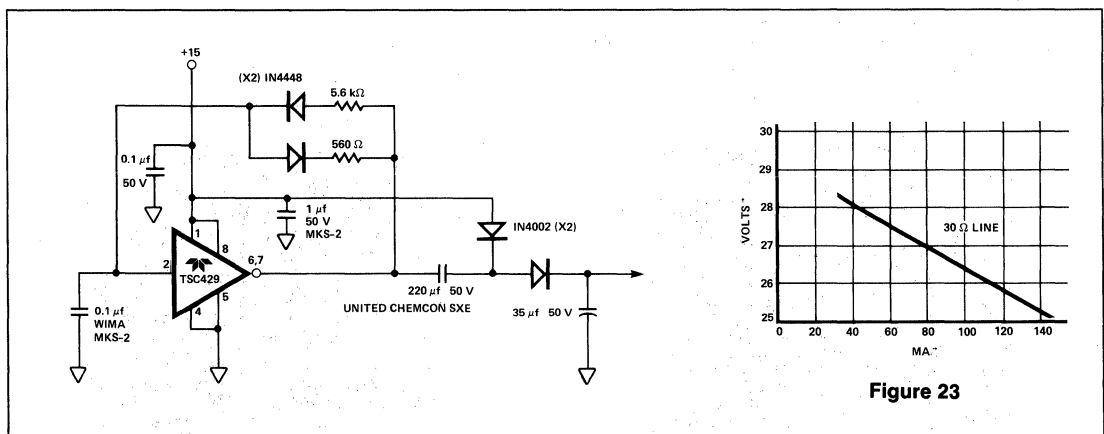 +15
(X2) IN4448
5.6 kΩ
560 Ω
0.1 μf
50 V
1 μf
50 V
MKS-2
IN4002 (X2)
1
8
2
TSC429
6,7
5
4
220 μf 50 V
UNITED CHEMCON SXE
35 μf 50 V
0.1 μf
WIMA
MKS-2
30
29
28
27
26
25
VOLTS→
30 Ω LINE
0 20 40 60 80 100 120 140
MA→
Figure 23